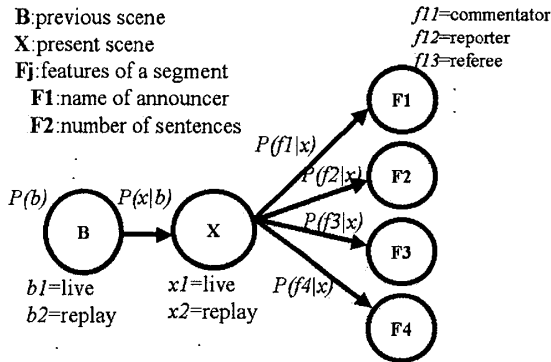 B:previous scene
X:present scene
Fj:features of a segment
F1:name of announcer
F2:number of sentences
f11=commentator
f12=reporter
f13=referee
F1
P(f1|x)
F2
P(f2|x)
P(b)
P(x|b)
B
X
P(f3|x)
F3
b1=live
b2=replay
x1=live
x2=replay
P(f4|x)
F4